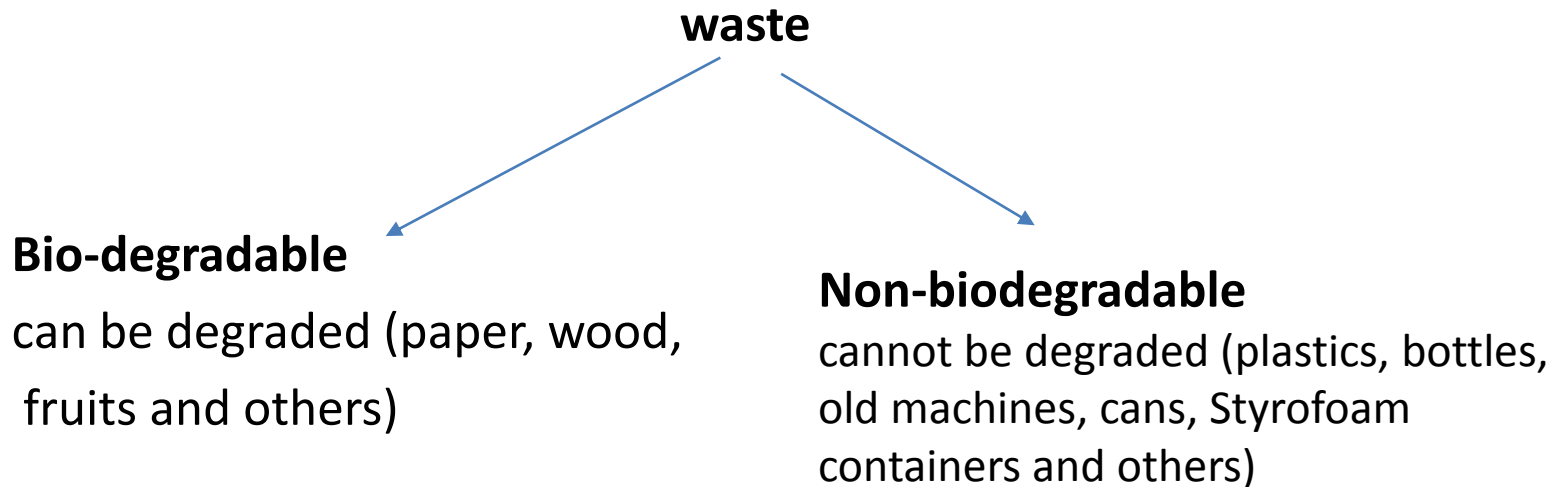 waste
Bio-degradable
can be degraded (paper, wood,
fruits and others)
Non-biodegradable
cannot be degraded (plastics, bottles,
old machines, cans, Styrofoam
containers and others)